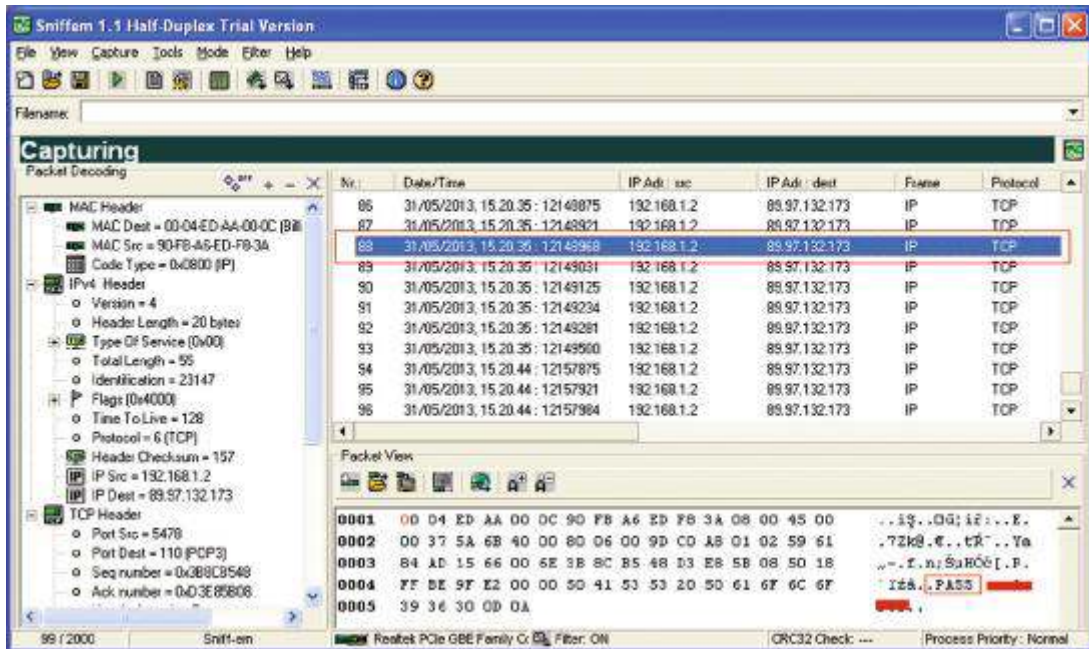 Sniffem 1.1 Half-Duplex Trial Version
File View Capture Tools Mode Filter Help
Filename:
Capturing
Packet Decoding
MAC Header
MAC Dest = 00-04-ED-AA-00-0C (Bill
MAC Src = 90-FB-A6-ED-F8-3A
Code Type = 0x0800 (IP)
IPv4 Header
Version = 4
Header Length = 20 bytes
Type Of Service (0x00)
Total Length = 55
Identification = 23147
Flags (0x4000)
Time To Live = 128
Protocol = 6 (TCP)
Header Checksum = 157
IP IP Src = 192.168.1.2
IP IP Dest = 89.97.132.173
TCP Header
Port Src = 5478
Port Dest = 110 (POP3)
Seq number = 0x3B8CB548
Ack number = 0xD3E85B08
Nr. Date/Time IP Adr.: src IP Adr.: dest Frame Protocol
86 31/05/2013, 15.20.35 : 12148875 192.168.1.2 89.97.132.173 IP TCP
87 31/05/2013, 15.20.35 : 12148921 192.168.1.2 89.97.132.173 IP TCP
88 31/05/2013, 15.20.35 : 12148968 192.168.1.2 89.97.132.173 IP TCP
89 31/05/2013, 15.20.35 : 12149031 192.168.1.2 89.97.132.173 IP TCP
90 31/05/2013, 15.20.35 : 12149125 192.168.1.2 89.97.132.173 IP TCP
91 31/05/2013, 15.20.35 : 12149234 192.168.1.2 89.97.132.173 IP TCP
92 31/05/2013, 15.20.35 : 12149281 192.168.1.2 89.97.132.173 IP TCP
93 31/05/2013, 15.20.35 : 12149500 192.168.1.2 89.97.132.173 IP TCP
94 31/05/2013, 15.20.44 : 12157875 192.168.1.2 89.97.132.173 IP TCP
95 31/05/2013, 15.20.44 : 12157921 192.168.1.2 89.97.132.173 IP TCP
96 31/05/2013, 15.20.44 : 12157984 192.168.1.2 89.97.132.173 IP TCP
Packet View
0001 00 04 ED AA 00 0C 90 FB A6 ED F8 3A 08 00 45 00
0002 00 37 5A 6B 40 00 80 06 00 9D C0 A8 01 02 59 61
0003 84 AD 15 66 00 6E 3B 8C B5 48 D3 E8 5B 08 50 18
0004 FF BE 9F E2 00 00 50 41 53 53 20 50 61 6F 6C 6F .PASS
0005 39 36 30 0D 0A
99 / 2000 Sniff-em Realtek PCIe GBE Family Cc Filter: ON CRC32 Check: --- Process Priority: Normal